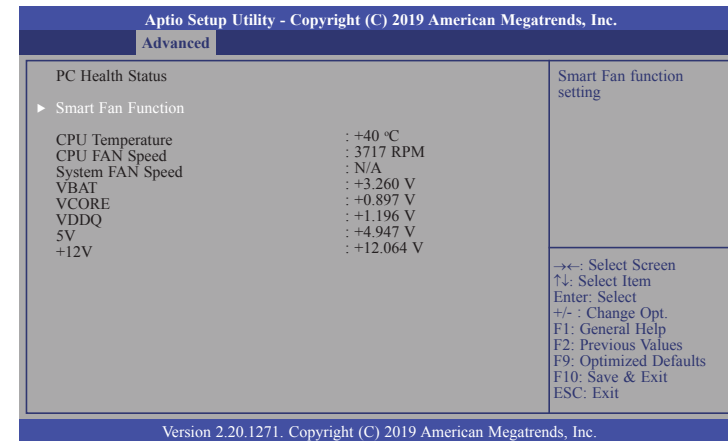 Aptio Setup Utility - Copyright (C) 2019 American Megatrends, Inc.
Advanced
PC Health Status
► Smart Fan Function
CPU Temperature : +40 °C
CPU FAN Speed : 3717 RPM
System FAN Speed : N/A
VBAT : +3.260 V
VCORE : +0.897 V
VDDQ : +1.196 V
5V : +4.947 V
+12V : +12.064 V
Smart Fan function
setting
→←: Select Screen
↑↓: Select Item
Enter: Select
+/- : Change Opt.
F1: General Help
F2: Previous Values
F9: Optimized Defaults
F10: Save & Exit
ESC: Exit
Version 2.20.1271. Copyright (C) 2019 American Megatrends, Inc.